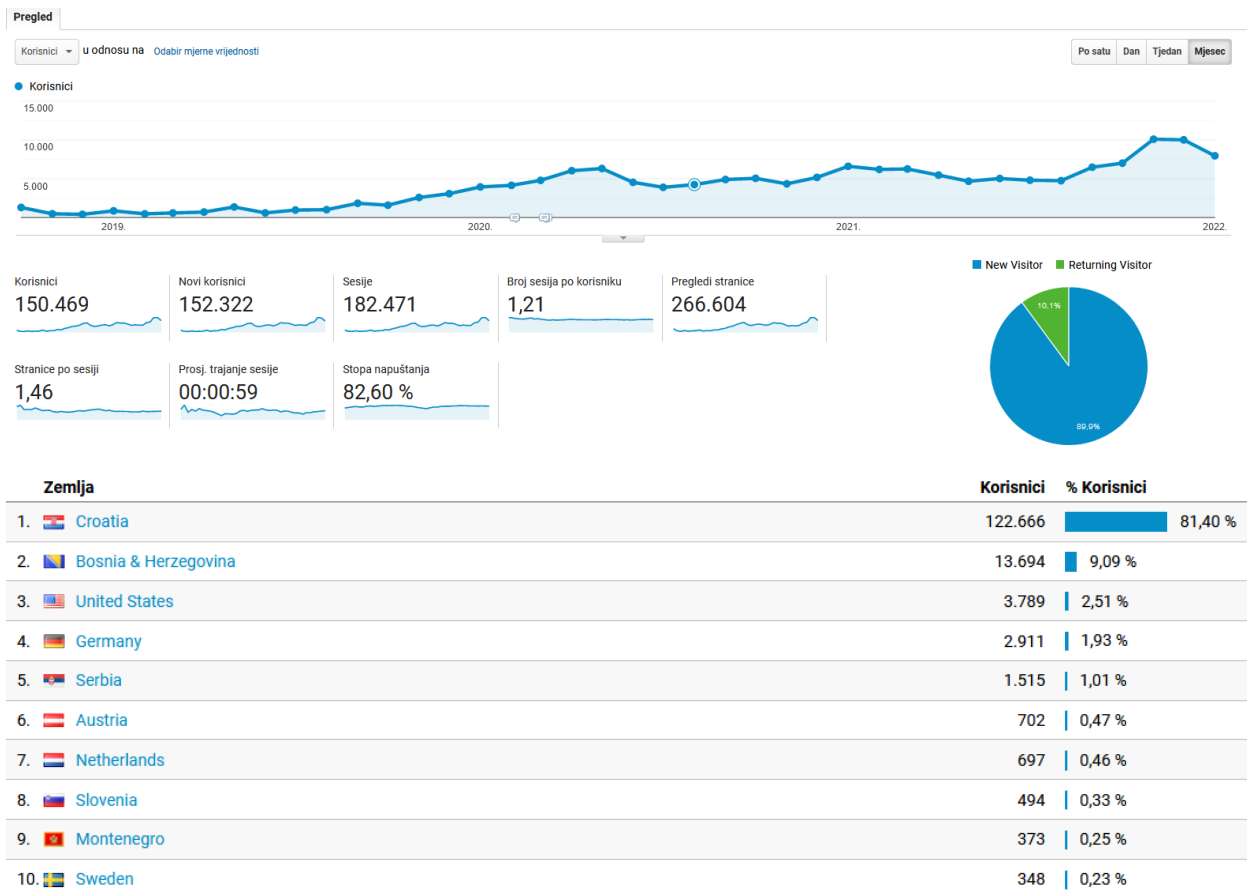 Pregled
Korisnici u odnosu na Odabir mjerne vrijednosti Po satu Dan Tjedan Mjesec
Korisnici
15.000
10.000
5.000
2019. 2020. 2021. 2022.
New Visitor Returning Visitor
Korisnici Novi korisnici Sesije Broj sesija po korisniku Pregledi stranice
150.469 152.322 182.471 1,21 266.604
10,1%
Stranice po sesiji Prosj. trajanje sesije Stopa napuštanja
1,46 00:00:59 82,60 %
89,9%
Zemlja Korisnici % Korisnici
1. Croatia 122.666 81,40 %
2. Bosnia & Herzegovina 13.694 9,09 %
3. United States 3.789 2,51 %
4. Germany 2.911 1,93 %
5. Serbia 1.515 1,01 %
6. Austria 702 0,47 %
7. Netherlands 697 0,46 %
8. Slovenia 494 0,33 %
9. Montenegro 373 0,25 %
10. Sweden 348 0,23 %